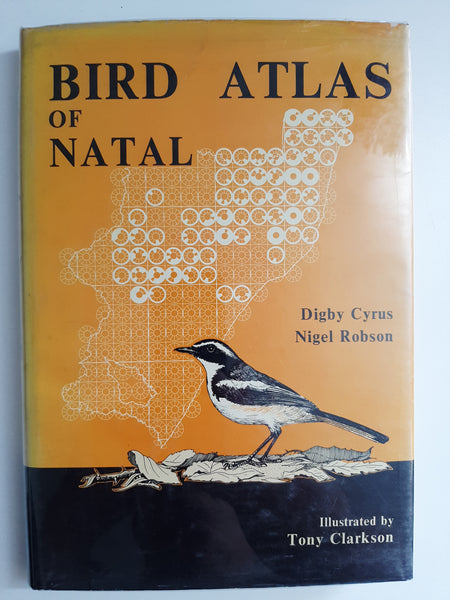 BIRD ATLAS
OF
NATAL
Digby Cyrus
Nigel Robson
Illustrated by
Tony Clarkson